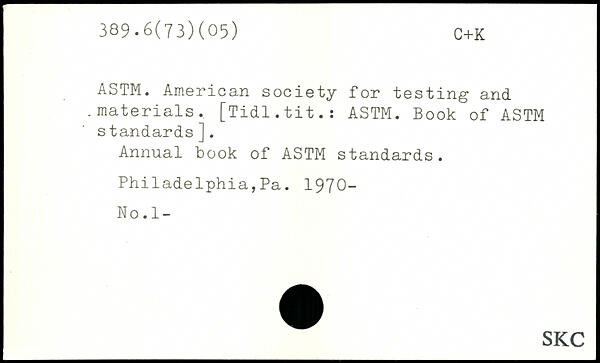 389.6(73)(05) C+K
ASTM. American society for testing and
materials. [Tidl.tit.: ASTM. Book of ASTM
standards].
Annual book of ASTM standards.
Philadelphia,Pa. 1970-
No.1-
SKC